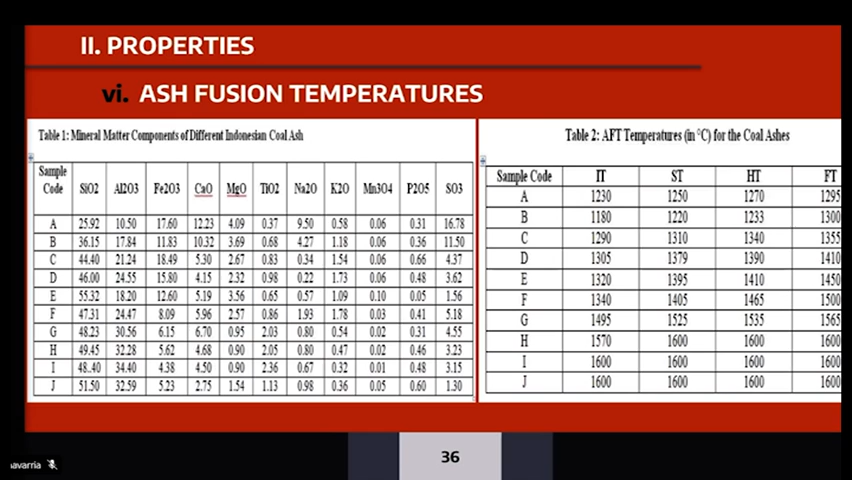 II. PROPERTIES
vi. ASH FUSION TEMPERATURES
Table 1: Mineral Matter Components of Different Indonesian Coal Ash
Sample Code SiO2 Al2O3 Fe2O3 CaO MgO TiO2 Na2O K2O Mn3O4 P2O5 SO3
A 25.92 10.50 17.60 12.23 4.09 0.37 9.50 0.58 0.06 0.31 16.78
B 36.15 17.84 11.83 10.32 3.69 0.68 4.27 1.18 0.06 0.36 11.50
C 44.40 21.24 18.49 5.30 2.67 0.83 0.34 1.54 0.06 0.66 4.37
D 46.00 24.55 15.80 4.15 2.32 0.98 0.22 1.73 0.06 0.48 3.62
E 55.32 18.20 12.60 5.19 3.56 0.65 0.57 1.09 0.10 0.05 1.56
F 47.31 24.47 8.09 5.96 2.57 0.86 1.93 1.78 0.03 0.41 5.18
G 48.23 30.56 6.15 6.70 0.95 2.03 0.80 0.54 0.02 0.31 4.55
H 49.45 32.28 5.62 4.68 0.90 2.05 0.80 0.47 0.02 0.46 3.23
I 48..40 34.40 4.38 4.50 0.90 2.36 0.67 0.32 0.01 0.48 3.15
J 51.50 32.59 5.23 2.75 1.54 1.13 0.98 0.36 0.05 0.60 1.30
Table 2: AFT Temperatures (in °C) for the Coal Ashes
Sample Code IT ST HT FT
A 1230 1250 1270 1295
B 1180 1220 1233 1300
C 1290 1310 1340 1355
D 1305 1379 1390 1410
E 1320 1395 1410 1450
F 1340 1405 1465 1500
G 1495 1525 1535 1565
H 1570 1600 1600 1600
I 1600 1600 1600 1600
J 1600 1600 1600 1600
36